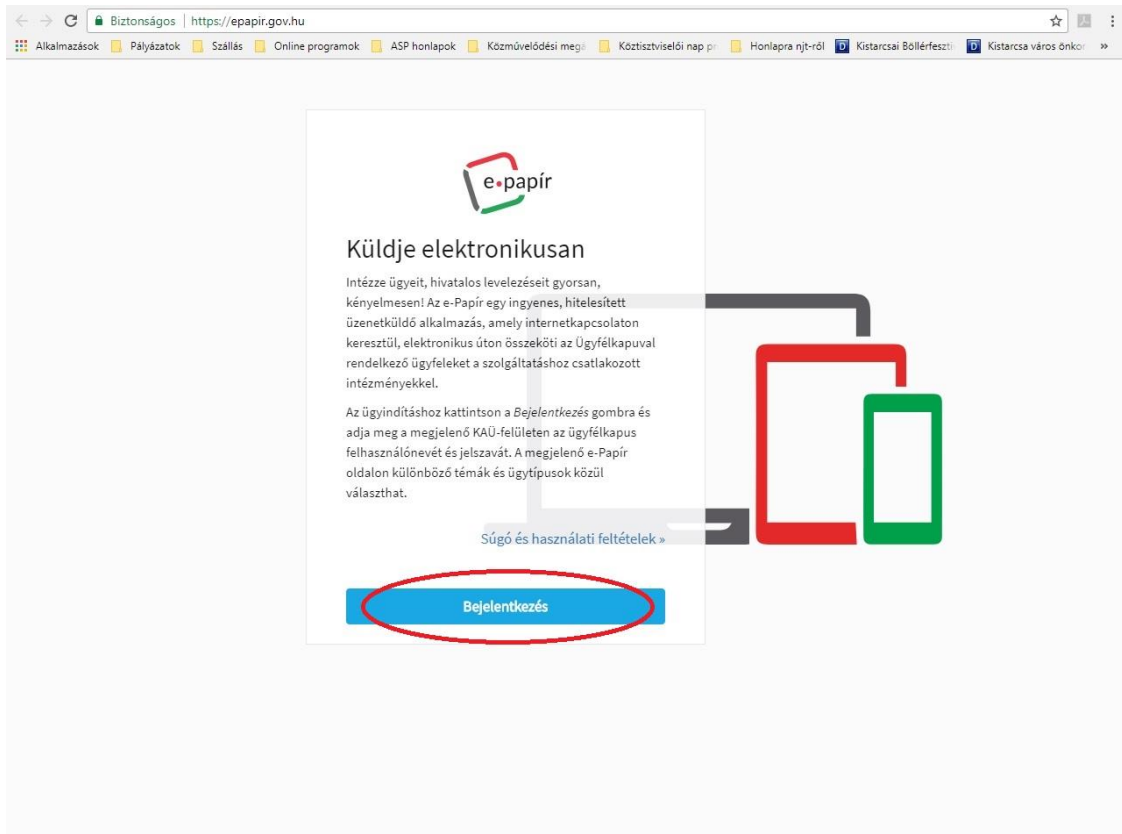 Biztonságos | https://epapir.gov.hu
Alkalmazások Pályázatok Szállás Online programok ASP honlapok Közművelődési megá Köztisztviselői nap pr Honlapra njt-ről Kistarcsai Böllérfeszti Kistarcsa város önkor »
e•papír
Küldje elektronikusan
Intézze ügyeit, hivatalos levelezéseit gyorsan,
kényelmesen! Az e-Papír egy ingyenes, hitelesített
üzenetküldő alkalmazás, amely internetkapcsolaton
keresztül, elektronikus úton összeköti az Ügyfélkapuval
rendelkező ügyfeleket a szolgáltatáshoz csatlakozott
intézményekkel.
Az ügyindításhoz kattintson a Bejelentkezés gombra és
adja meg a megjelenő KAÜ-felületen az ügyfélkapus
felhasználónevét és jelszavát. A megjelenő e-Papír
oldalon különböző témák és ügytípusok közül
választhat.
Súgó és használati feltételek »
Bejelentkezés